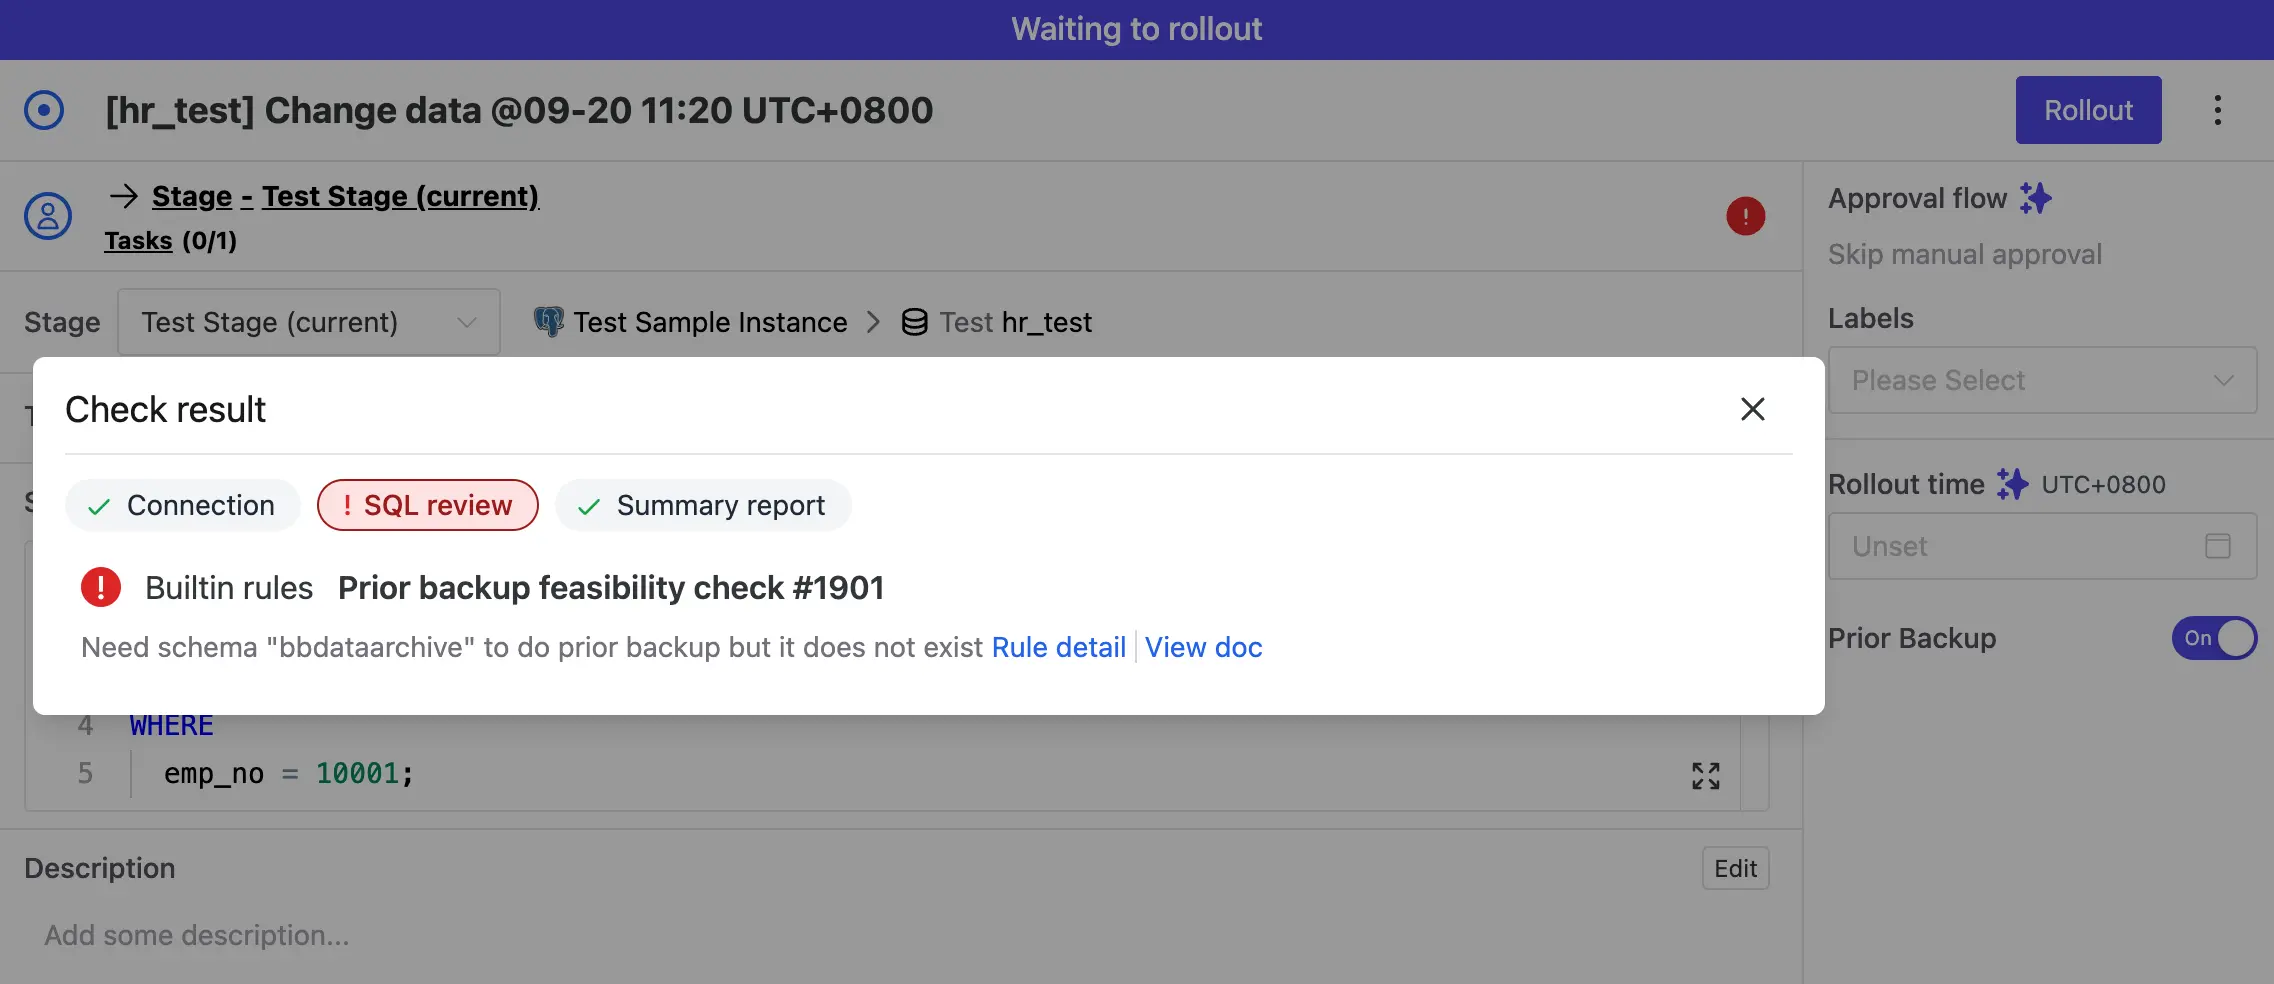 Waiting to rollout
[hr_test] Change data @09-20 11:20 UTC+0800
Rollout
→ Stage - Test Stage (current)
Tasks (0/1)
Approval flow
Skip manual approval
Stage
Test Stage (current)
Test Sample Instance > Test hr_test
Labels
Please Select
Check result
Connection
! SQL review
Summary report
Rollout time UTC+0800
Unset
Builtin rules Prior backup feasibility check #1901
Need schema "bbdataarchive" to do prior backup but it does not exist Rule detail | View doc
Prior Backup
On
4 WHERE
5 emp_no = 10001;
Description
Edit
Add some description...